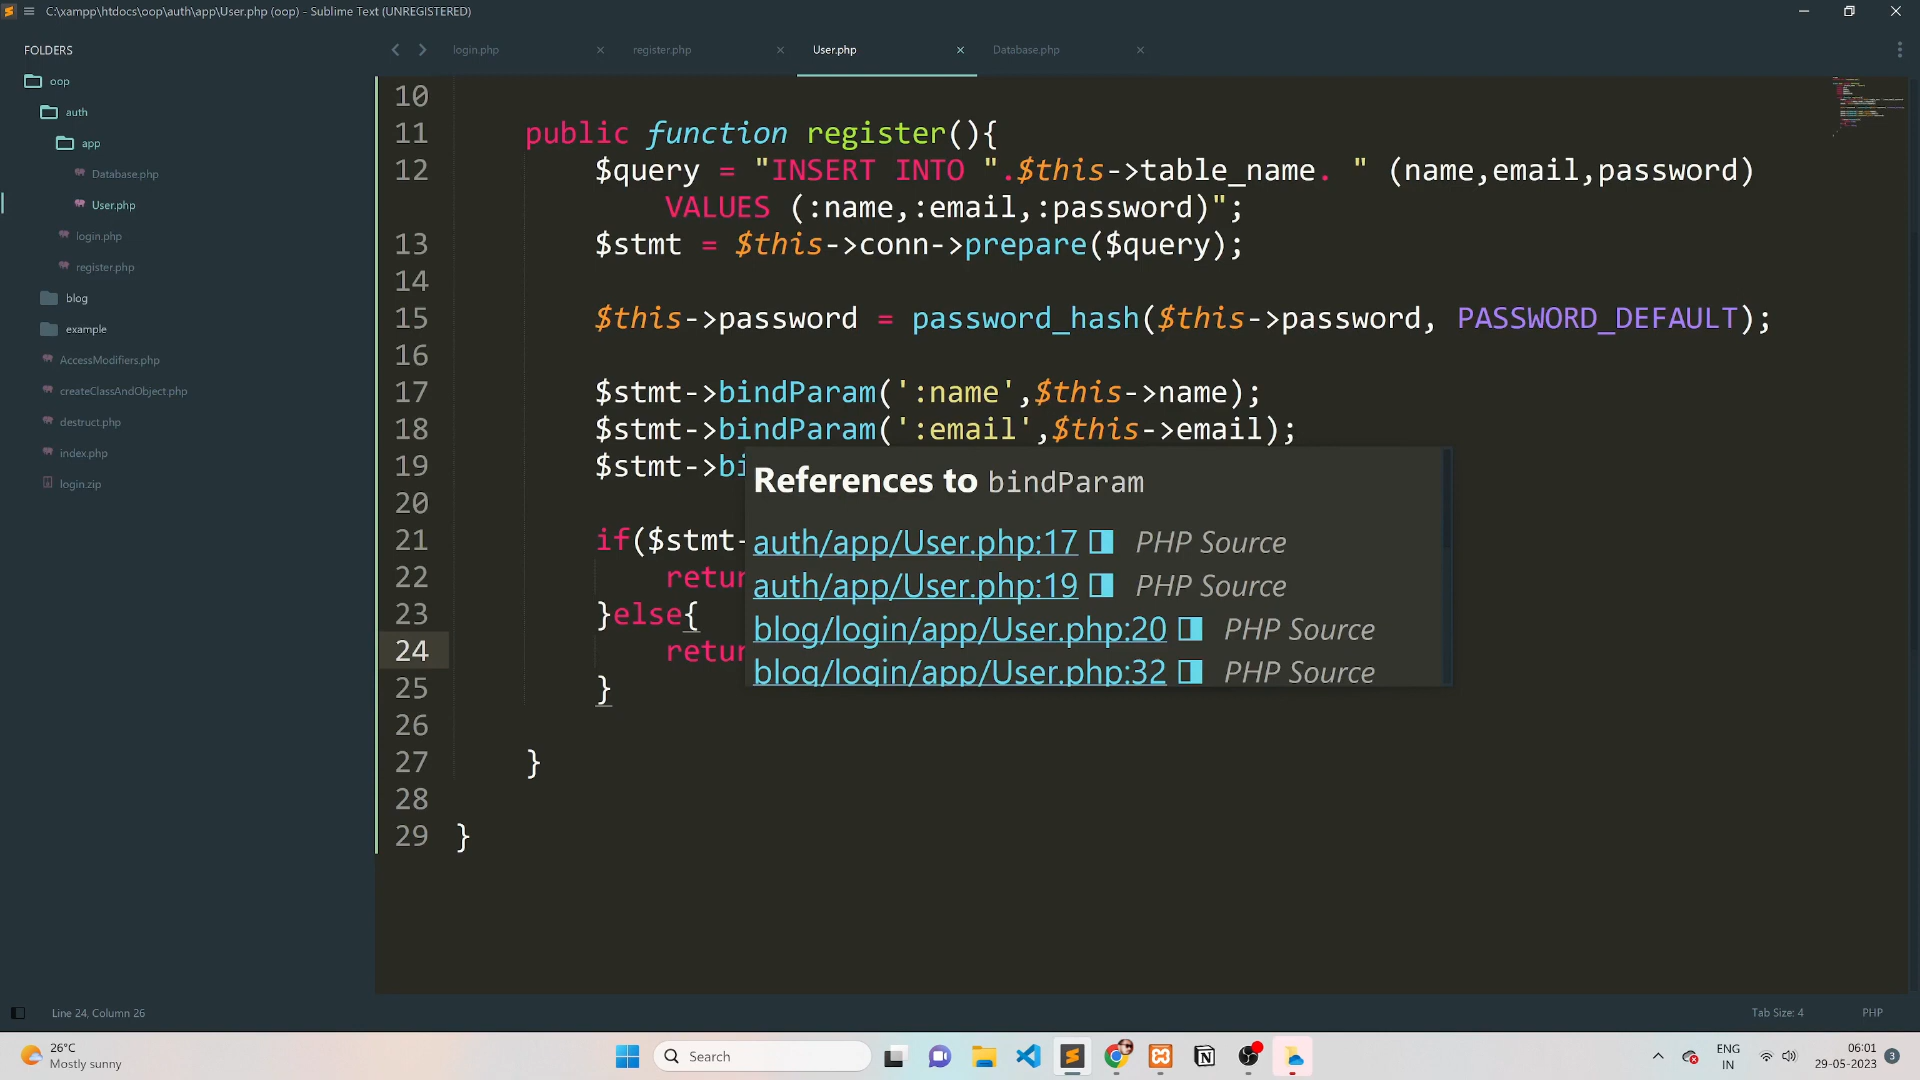 C:\xampp\htdocs\oop\auth\app\User.php (oop) - Sublime Text (UNREGISTERED)
FOLDERS
oop
auth
app
Database.php
User.php
login.php
register.php
blog
example
AccessModifiers.php
createClassAndObject.php
destruct.php
index.php
login.zip
login.php
register.php
User.php
Database.php
10
11 public function register(){
12 $query = "INSERT INTO ".$this->table_name. " (name,email,password)
VALUES (:name,:email,:password)";
13 $stmt = $this->conn->prepare($query);
14
15 $this->password = password_hash($this->password, PASSWORD_DEFAULT);
16
17 $stmt->bindParam(':name',$this->name);
18 $stmt->bindParam(':email',$this->email);
19 $stmt->bi
20
21 if($stmt-
22 retur
23 }else{
24 retur
25 }
26
27 }
28
29 }
References to bindParam
auth/app/User.php:17 PHP Source
auth/app/User.php:19 PHP Source
blog/login/app/User.php:20 PHP Source
blog/login/app/User.php:32 PHP Source
Line 24, Column 26
Tab Size: 4
PHP
26°C
Mostly sunny
Search
ENG
IN
06:01
29-05-2023
3